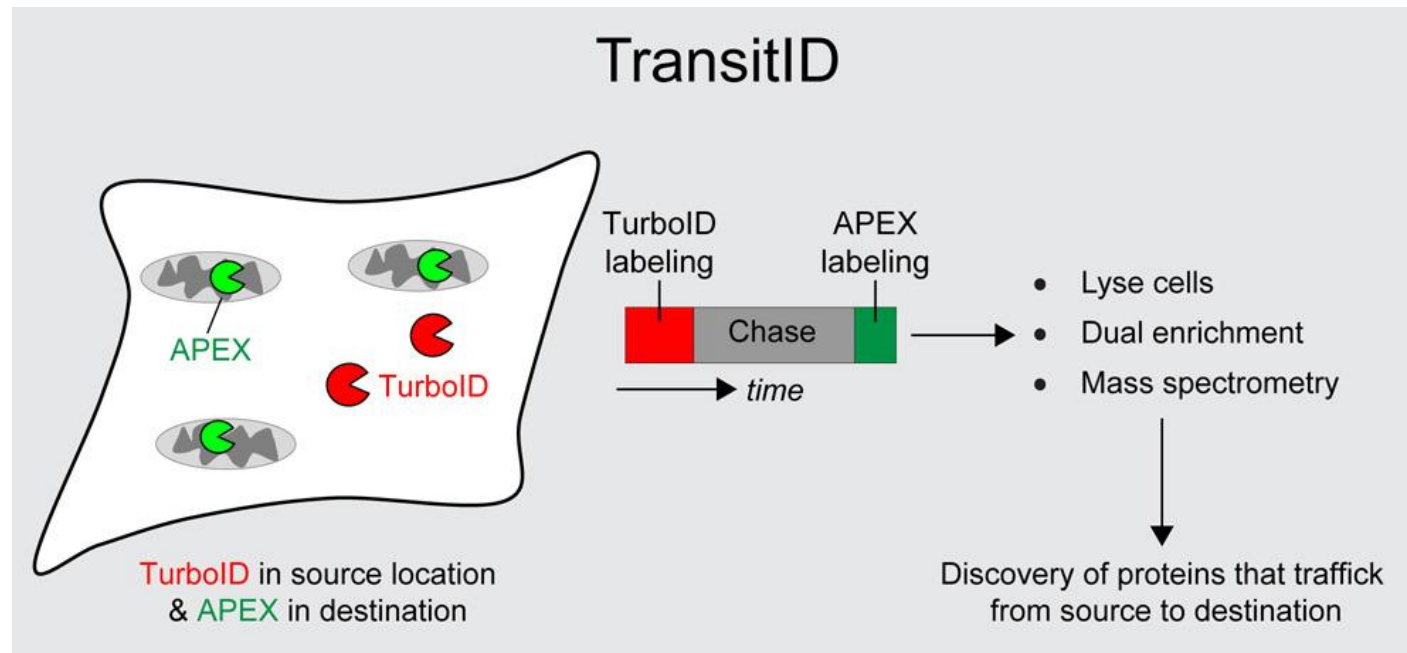 TransitID
APEX
TurboID
TurboID in source location
& APEX in destination
TurboID
labeling
APEX
labeling
Chase
time
• Lyse cells
• Dual enrichment
• Mass spectrometry
Discovery of proteins that traffick
from source to destination